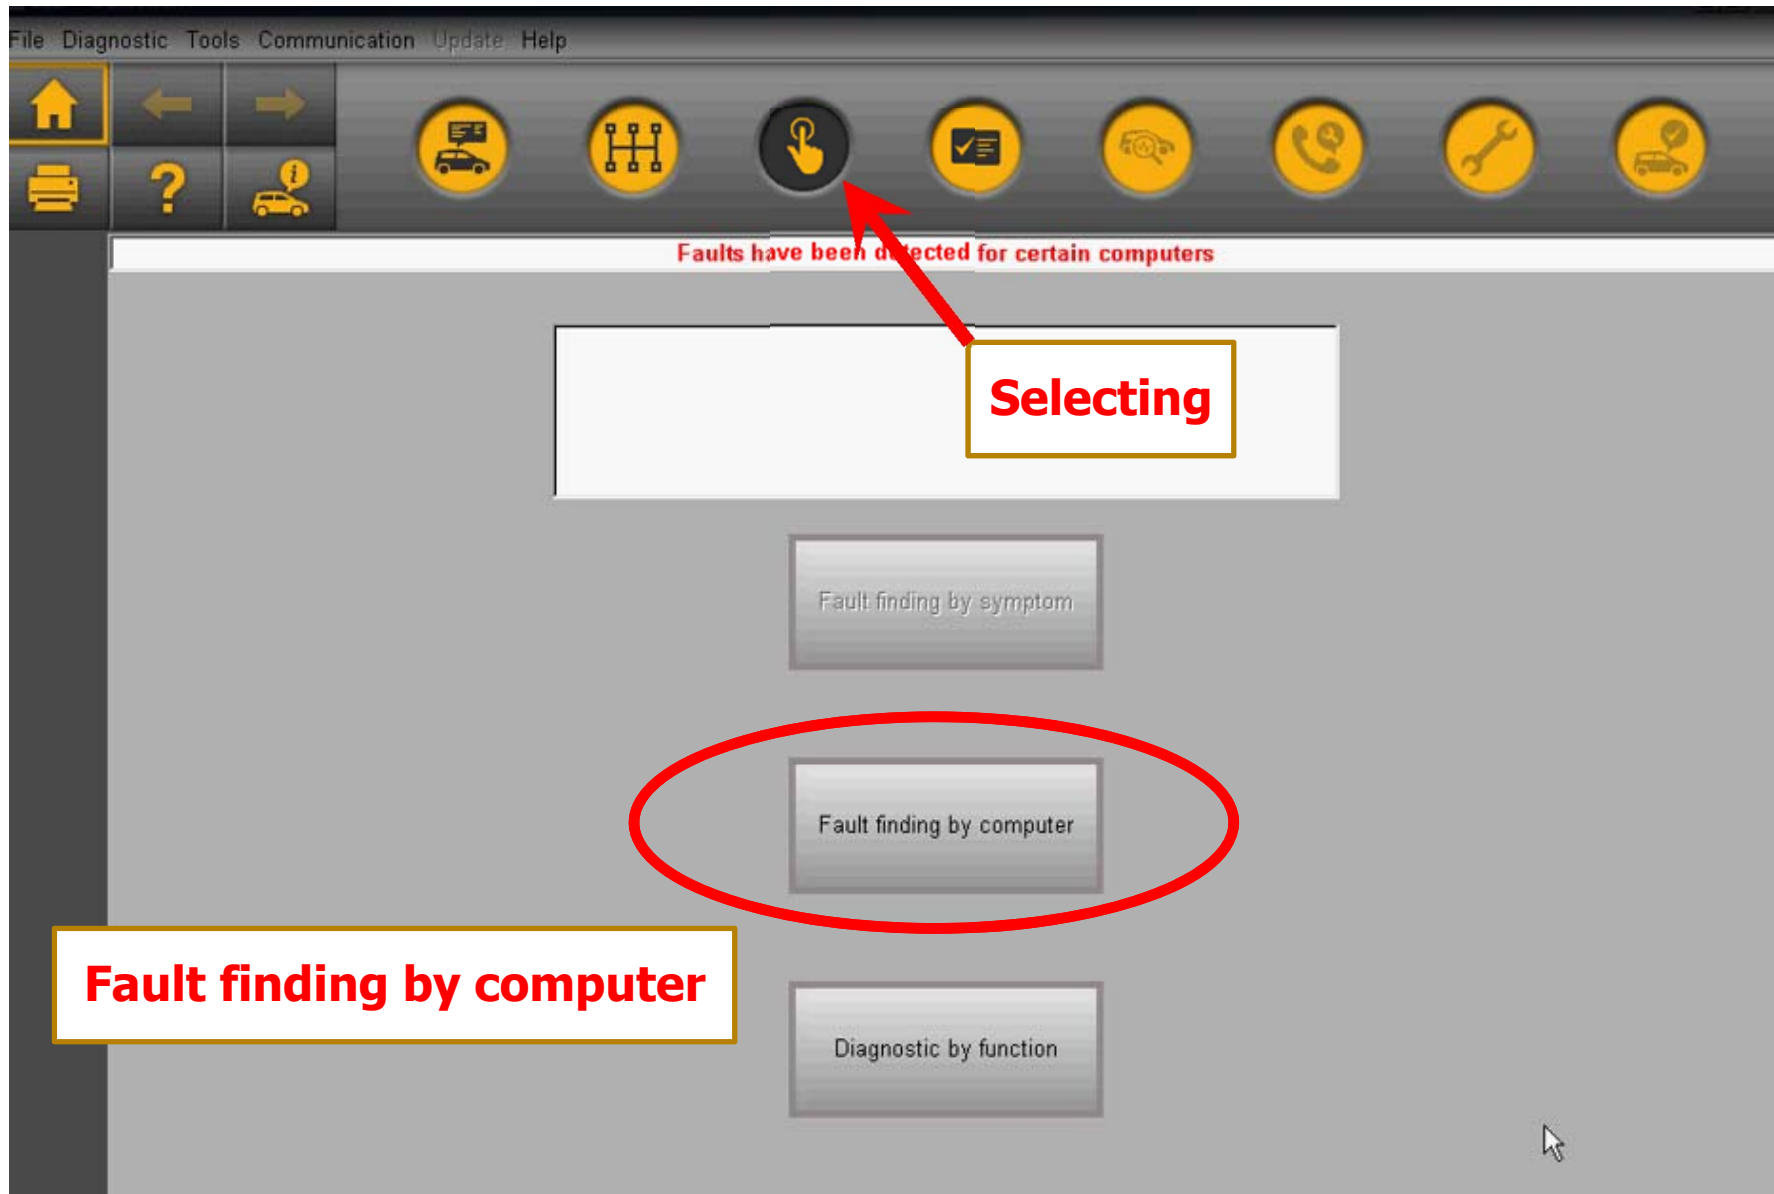 File Diagnostic Tools Communication Update Help
Faults have been detected for certain computers
Selecting
Fault finding by symptom
Fault finding by computer
Fault finding by computer
Diagnostic by function